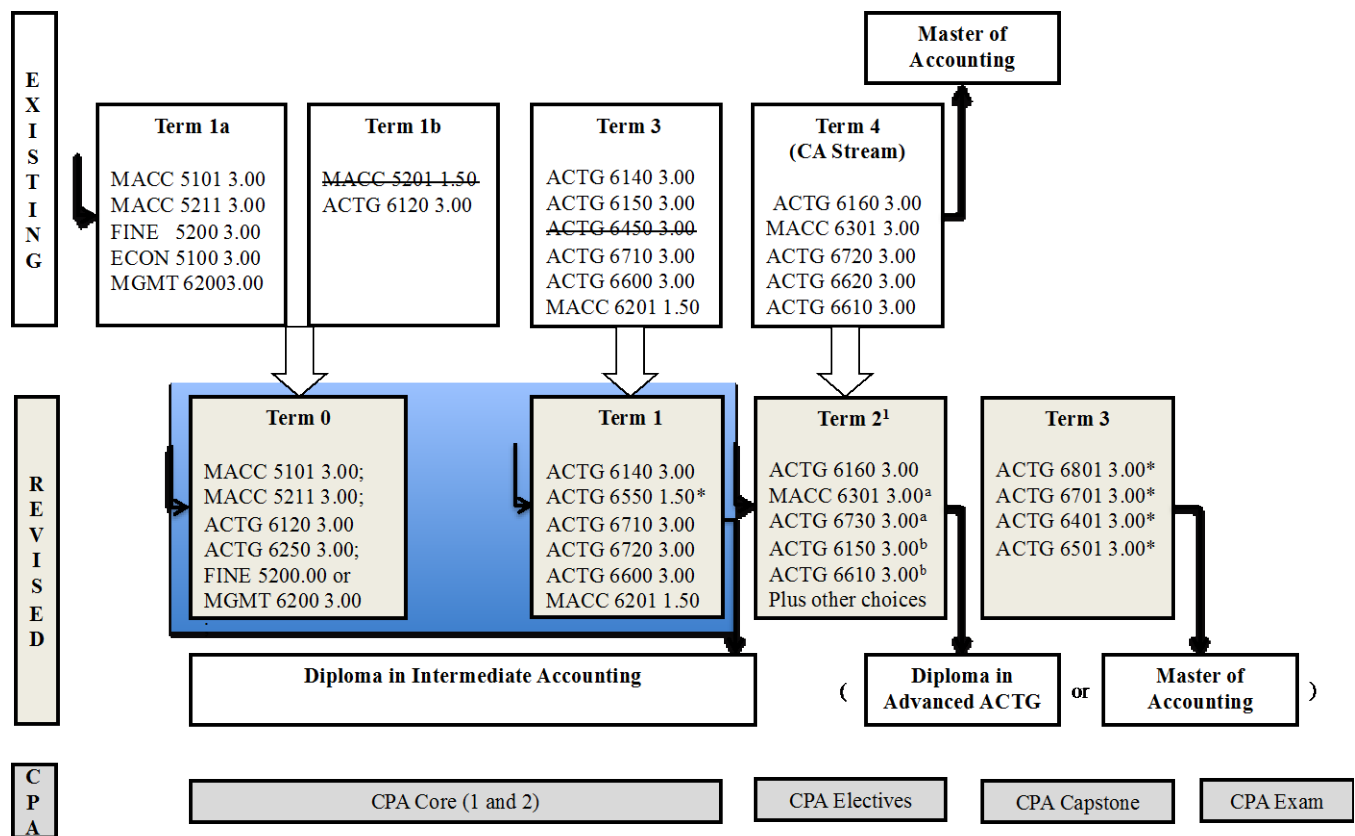 EXISTING
Master of
Accounting
Term 1a
MACC 5101 3.00
MACC 5211 3.00
FINE 5200 3.00
ECON 5100 3.00
MGMT 62003.00
Term 1b
MACC 5201 1.50
ACTG 6120 3.00
Term 3
ACTG 6140 3.00
ACTG 6150 3.00
ACTG 6450 3.00
ACTG 6710 3.00
ACTG 6600 3.00
MACC 6201 1.50
Term 4
(CA Stream)
ACTG 6160 3.00
MACC 6301 3.00
ACTG 6720 3.00
ACTG 6620 3.00
ACTG 6610 3.00
REVISED
Term 0
MACC 5101 3.00;
MACC 5211 3.00;
ACTG 6120 3.00
ACTG 6250 3.00;
FINE 5200.00 or
MGMT 6200 3.00
.
Term 1
ACTG 6140 3.00
ACTG 6550 1.50*
ACTG 6710 3.00
ACTG 6720 3.00
ACTG 6600 3.00
MACC 6201 1.50
Term 2¹
ACTG 6160 3.00
MACC 6301 3.00ᵃ
ACTG 6730 3.00ᵃ
ACTG 6150 3.00ᵇ
ACTG 6610 3.00ᵇ
Plus other choices
Term 3
ACTG 6801 3.00*
ACTG 6701 3.00*
ACTG 6401 3.00*
ACTG 6501 3.00*
Diploma in Intermediate Accounting
(
Diploma in
Advanced ACTG
or
Master of
Accounting
)
CPA
CPA Core (1 and 2)
CPA Electives
CPA Capstone
CPA Exam